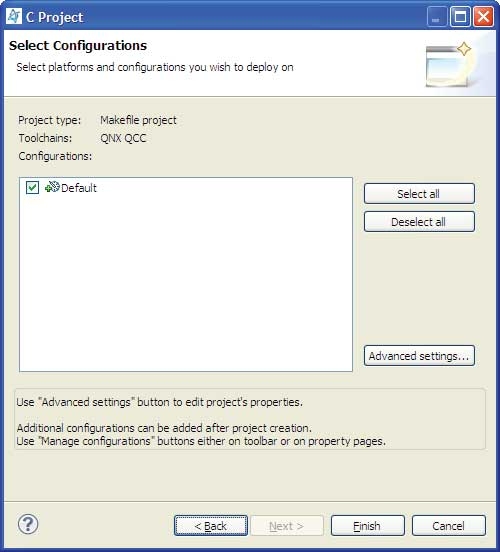 C Project
Select Configurations
Select platforms and configurations you wish to deploy on
Project type: Makefile project
Toolchains: QNX QCC
Configurations:
Default
Select all
Deselect all
Advanced settings...
Use "Advanced settings" button to edit project's properties.
Additional configurations can be added after project creation.
Use "Manage configurations" buttons either on toolbar or on property pages.
?
< Back
Next >
Finish
Cancel